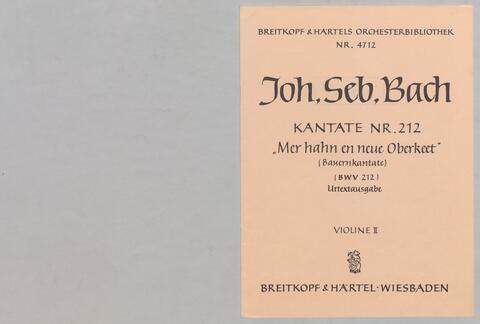 BREITKOPF & HÄRTELS ORCHESTERBIBLIOTHEK
NR. 4712
Joh. Seb. Bach
KANTATE NR. 212
„Mer hahn en neue Oberkeet"
(Bauernkantate)
(BWV 212)
Urtextausgabe
VIOLINE II
BREITKOPF & HÄRTEL · WIESBADEN